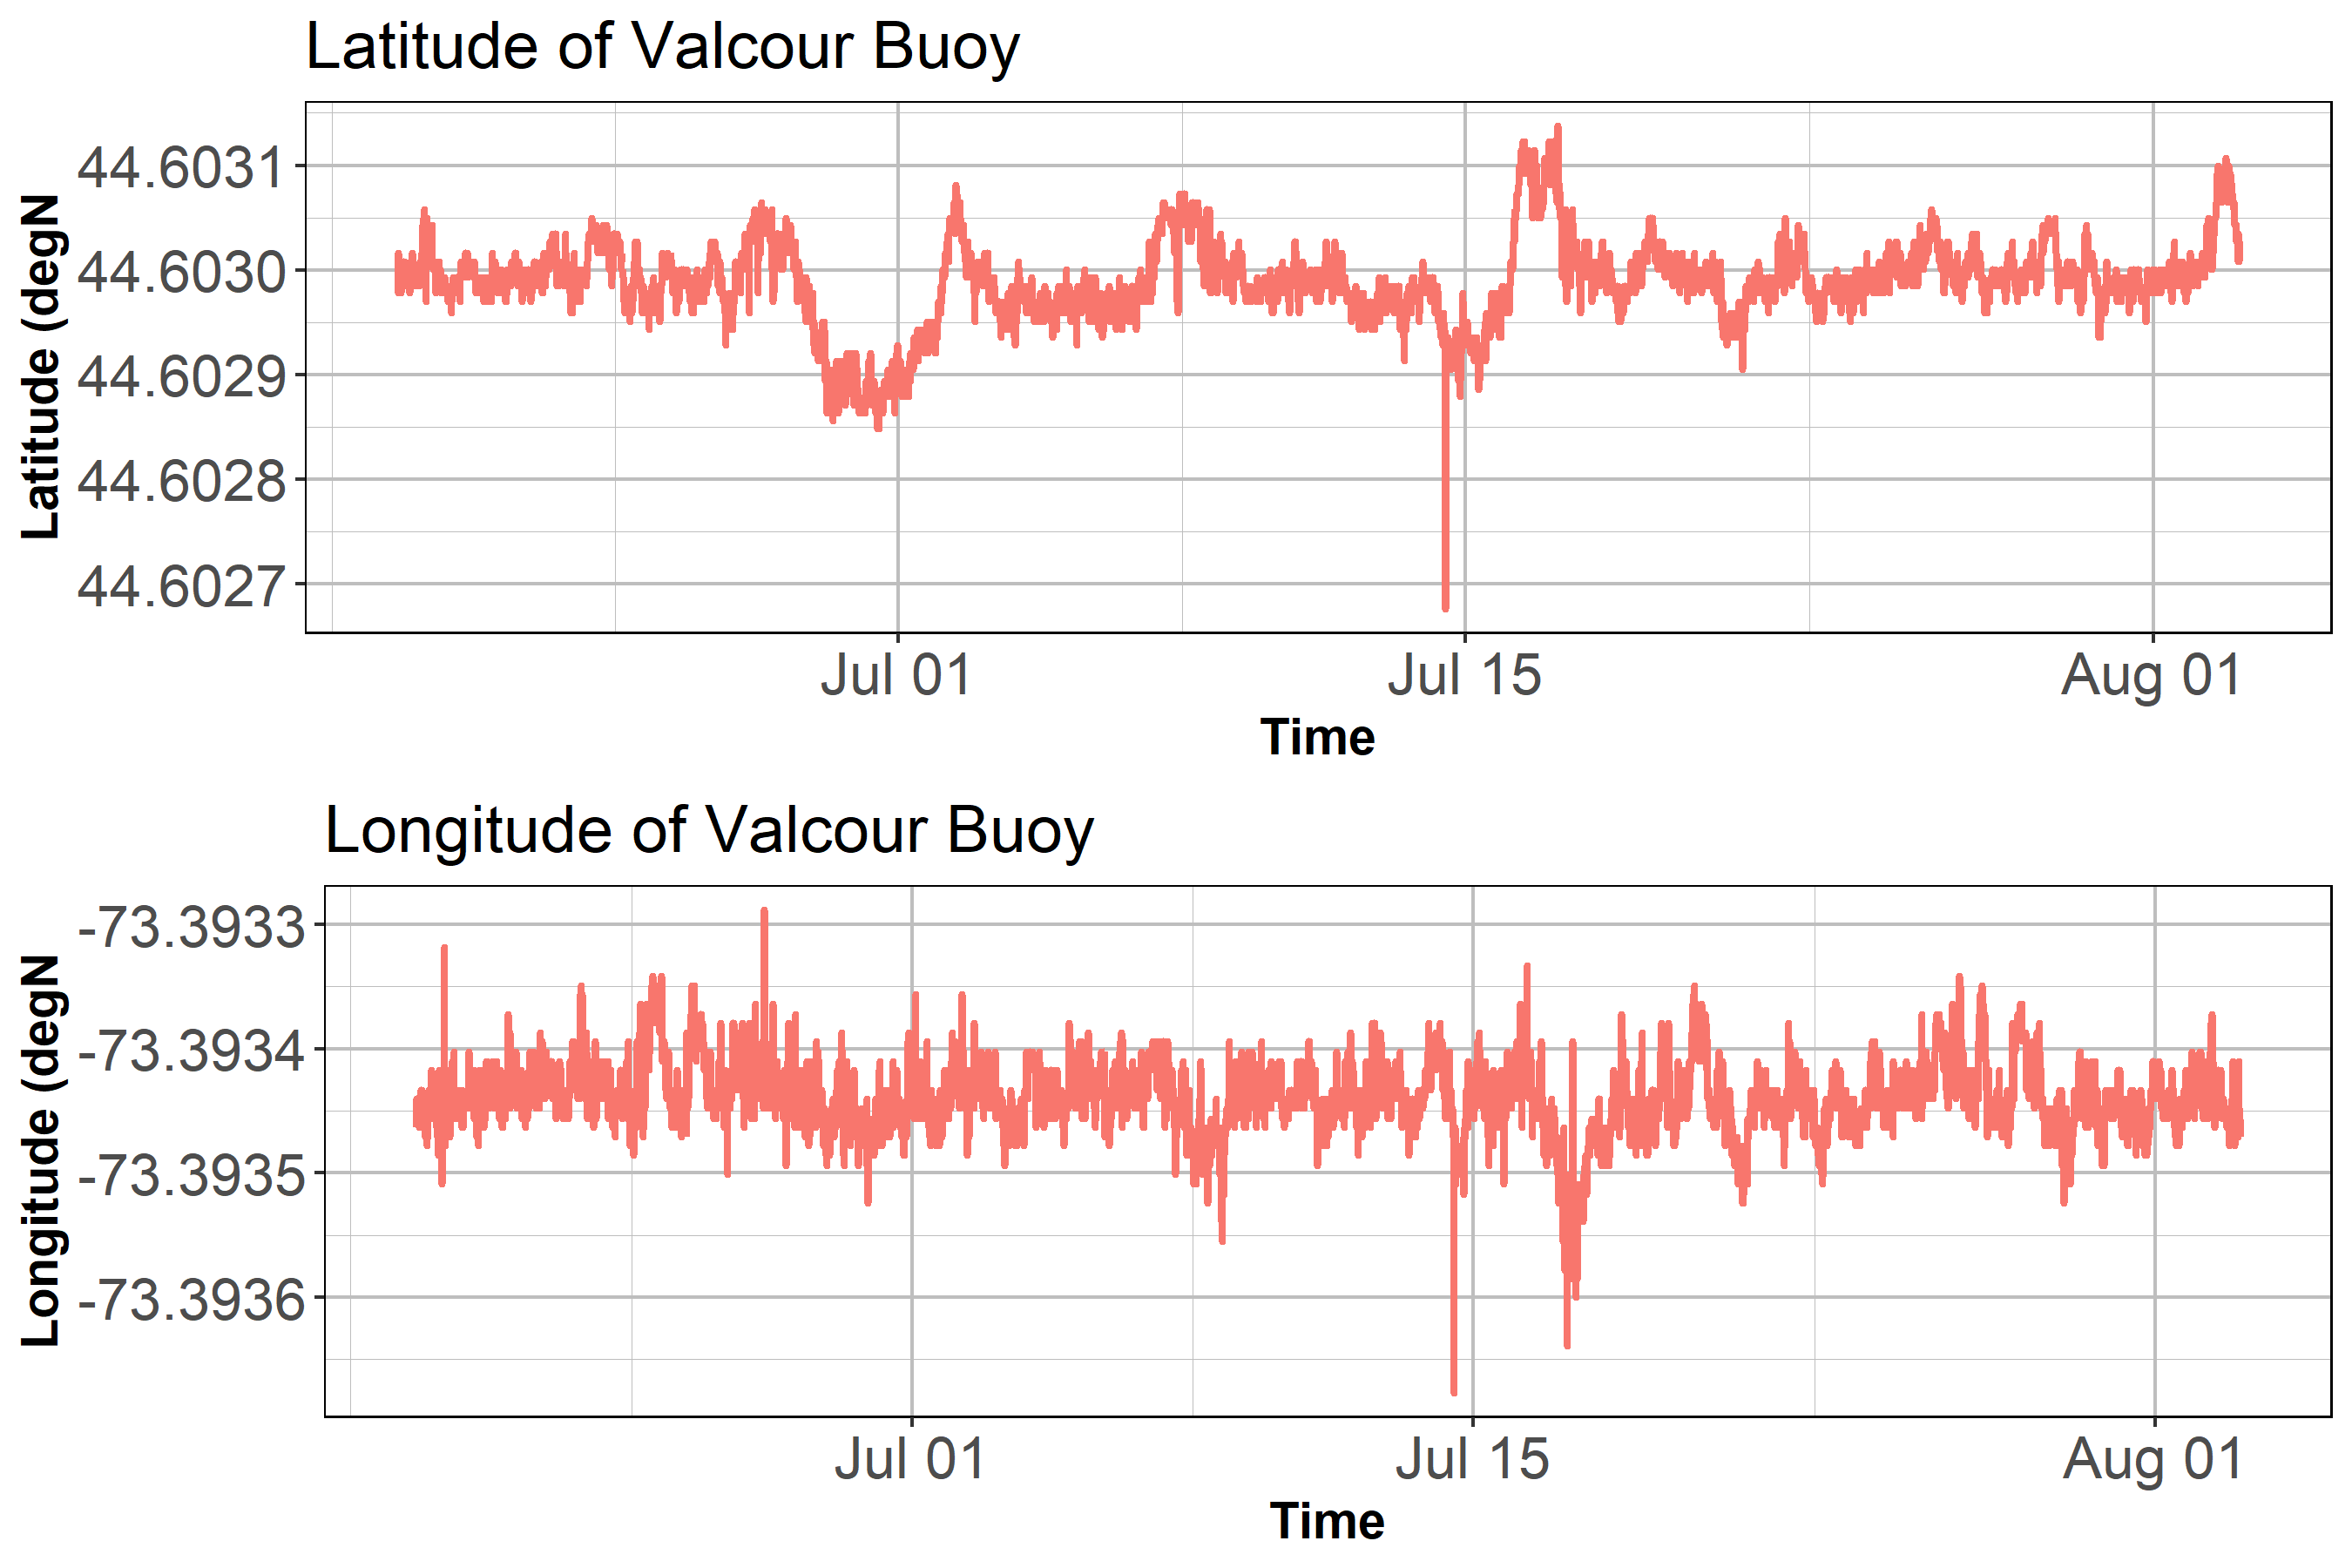 Latitude of Valcour Buoy
Latitude (degN
44.6031
44.6030
44.6029
44.6028
44.6027
Jul 01 Jul 15 Aug 01
Time
Longitude of Valcour Buoy
Longitude (degN
-73.3933
-73.3934
-73.3935
-73.3936
Jul 01 Jul 15 Aug 01
Time